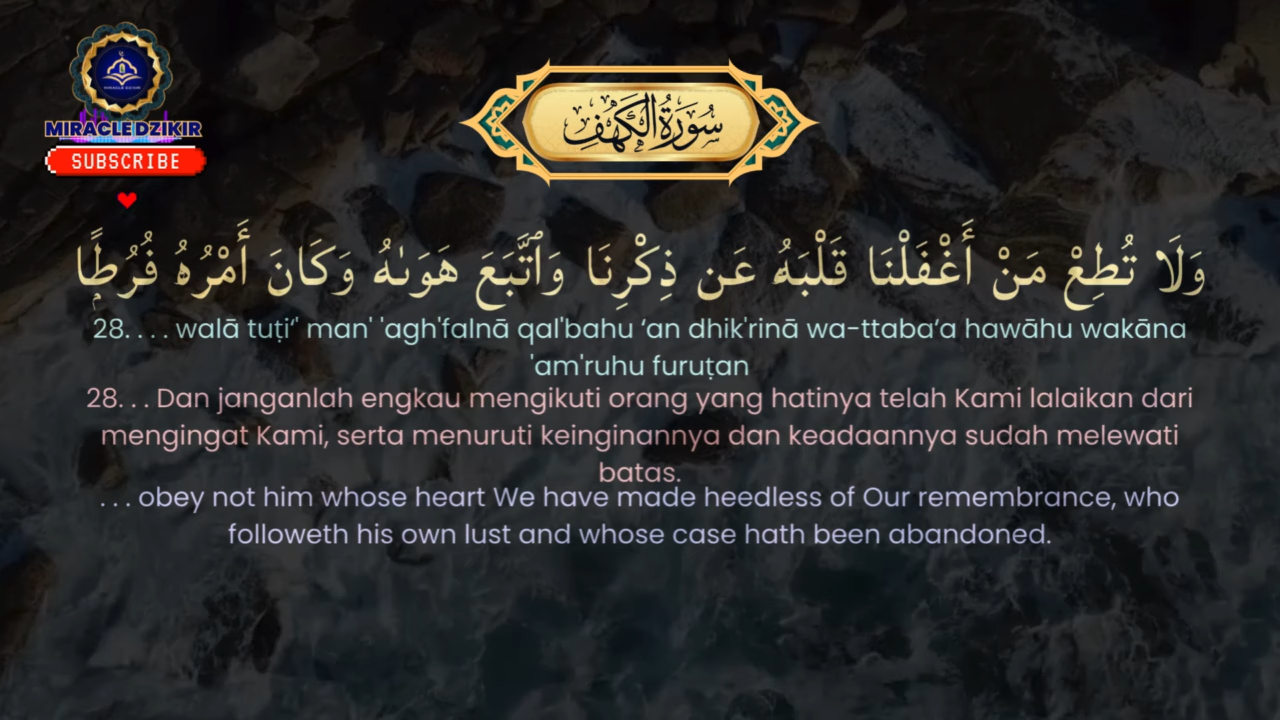 MIRACLE DZIKIR
SUBSCRIBE
سُورَةُ الكَهْفِ
وَلَا تُطِعْ مَنْ أَغْفَلْنَا قَلْبَهُۥ عَن ذِكْرِنَا وَٱتَّبَعَ هَوَىٰهُ وَكَانَ أَمْرُهُۥ فُرُطًۭا
28. . . . walā tuṭi‘' man' 'agh'falnā qal'bahu ‘an dhik'rinā wa-ttaba‘a hawāhu wakāna
'am'ruhu furuṭan
28. . . Dan janganlah engkau mengikuti orang yang hatinya telah Kami lalaikan dari
mengingat Kami, serta menuruti keinginannya dan keadaannya sudah melewati
batas.
. . . obey not him whose heart We have made heedless of Our remembrance, who
followeth his own lust and whose case hath been abandoned.